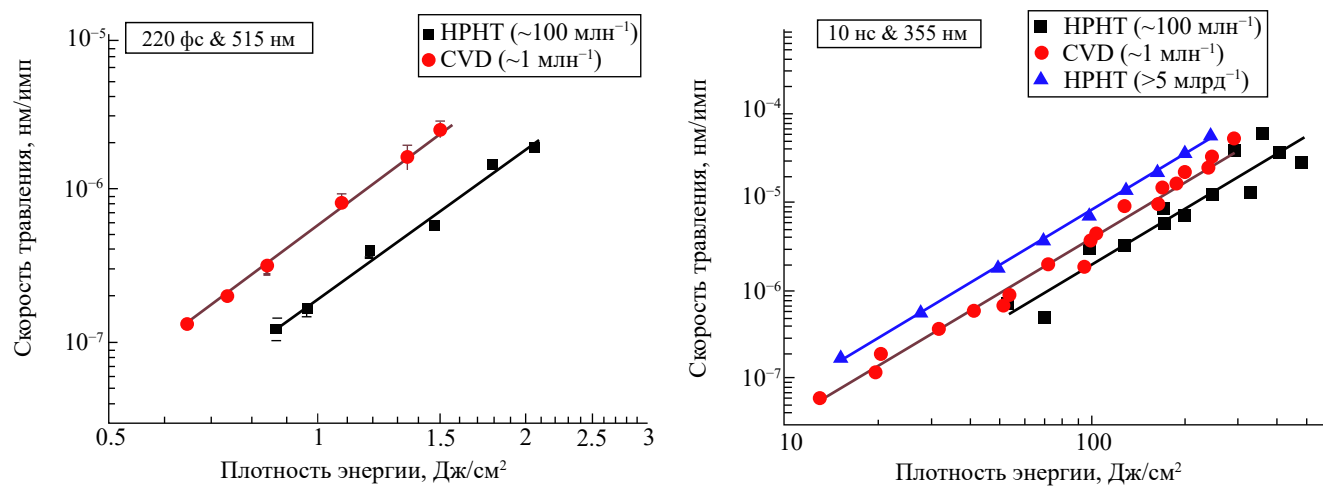 220 фс & 515 нм
HPHT (~100 млн⁻¹)
CVD (~1 млн⁻¹)
Скорость травления, нм/имп
10⁻⁵
10⁻⁶
10⁻⁷
0.5
1
1.5
2
3
Плотность энергии, Дж/см²
10 нс & 355 нм
HPHT (~100 млн⁻¹)
CVD (~1 млн⁻¹)
HPHT (>5 млрд⁻¹)
Скорость травления, нм/имп
10⁻⁴
10⁻⁵
10⁻⁶
10⁻⁷
10
100
Плотность энергии, Дж/см²